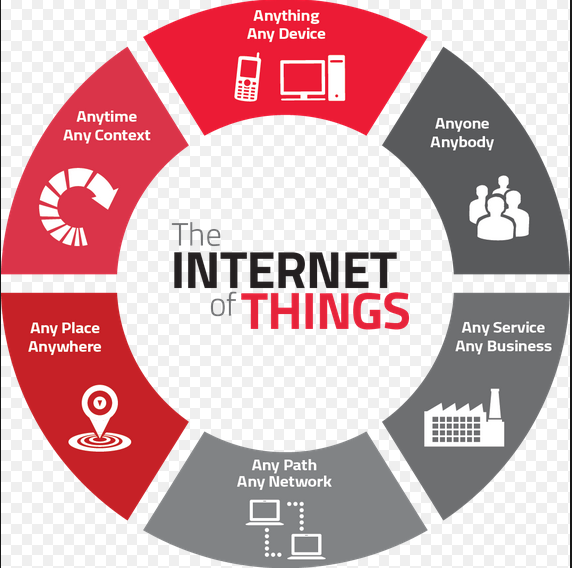 Anything
Any Device
Anyone
Anybody
Any Service
Any Business
Any Path
Any Network
Any Place
Anywhere
Anytime
Any Context
The
INTERNET
of THINGS